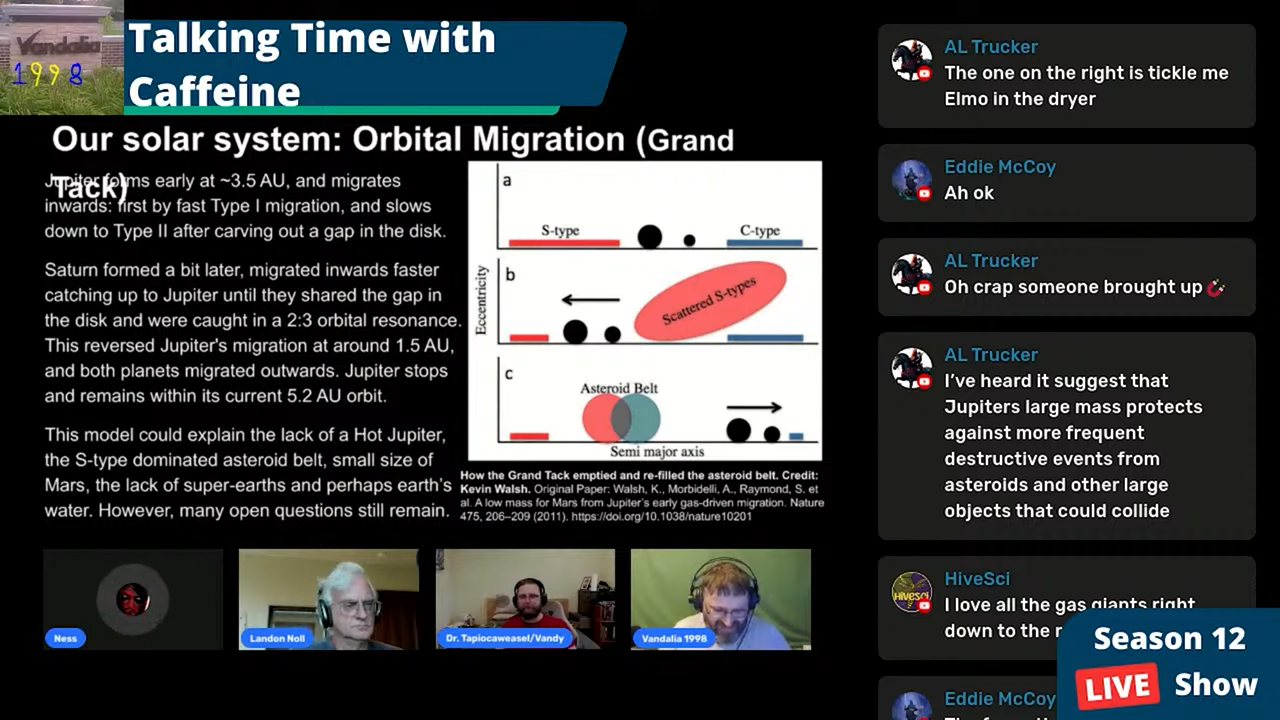 Vandalia
1998
Talking Time with
Caffeine
Our solar system: Orbital Migration (Grand
Tack)
Jupiter forms early at ~3.5 AU, and migrates
inwards: first by fast Type I migration, and slows
down to Type II after carving out a gap in the disk.
Saturn formed a bit later, migrated inwards faster
catching up to Jupiter until they shared the gap in
the disk and were caught in a 2:3 orbital resonance.
This reversed Jupiter's migration at around 1.5 AU,
and both planets migrated outwards. Jupiter stops
and remains within its current 5.2 AU orbit.
This model could explain the lack of a Hot Jupiter,
the S-type dominated asteroid belt, small size of
Mars, the lack of super-earths and perhaps earth's
water. However, many open questions still remain.
a
S-type
C-type
Eccentricity
b
Scattered S-types
c
Asteroid Belt
Semi major axis
How the Grand Tack emptied and re-filled the asteroid belt. Credit:
Kevin Walsh. Original Paper: Walsh, K., Morbidelli, A., Raymond, S. et
al. A low mass for Mars from Jupiter's early gas-driven migration. Nature
475, 206–209 (2011). https://doi.org/10.1038/nature10201
Ness
Landon Noll
Dr. Tapiocaweasel/Vandy
Vandalia 1998
AL Trucker
The one on the right is tickle me
Elmo in the dryer
Eddie McCoy
Ah ok
AL Trucker
Oh crap someone brought up
AL Trucker
I've heard it suggest that
Jupiters large mass protects
against more frequent
destructive events from
asteroids and other large
objects that could collide
HiveSci
I love all the gas giants right
down to the
Eddie McCoy
Season 12
LIVE Show